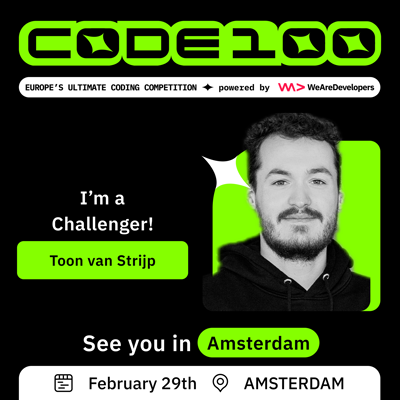 CODE100
EUROPE'S ULTIMATE CODING COMPETITION powered by WeAreDevelopers
I'm a
Challenger!
Toon van Strijp
See you in Amsterdam
February 29th AMSTERDAM